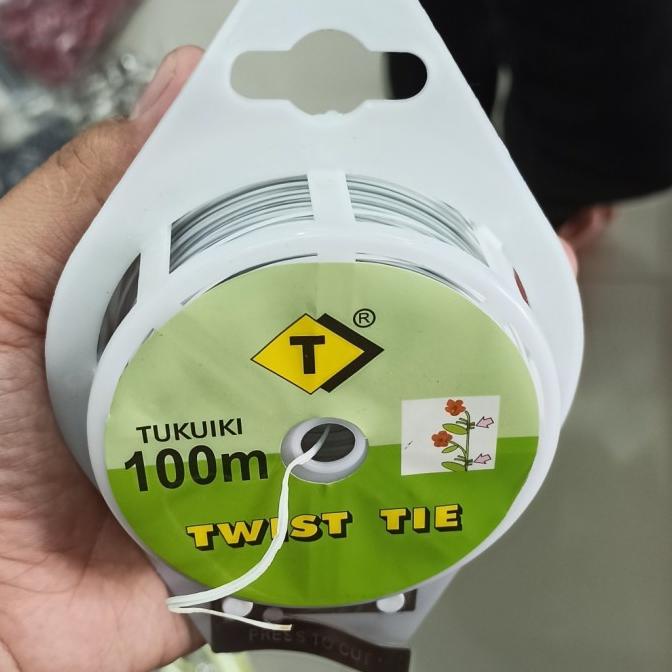 T ®
TUKUIKI
100m
TWIST TIE
PRESS TO CUT